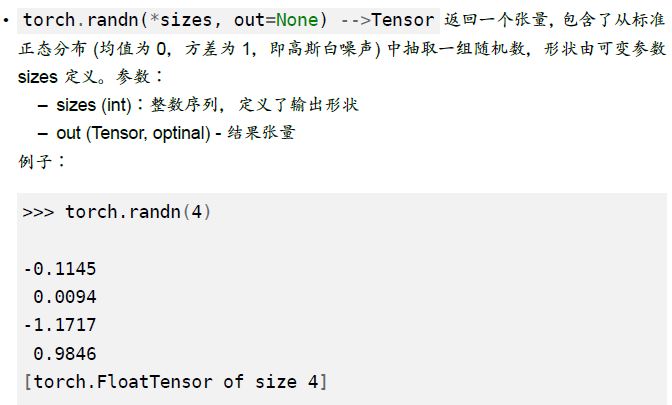 • torch.randn(*sizes, out=None) -->Tensor 返回一个张量，包含了从标准
正态分布 (均值为 0，方差为 1，即高斯白噪声) 中抽取一组随机数，形状由可变参数
sizes 定义。参数：
– sizes (int)：整数序列，定义了输出形状
– out (Tensor, optinal) - 结果张量
例子：
>>> torch.randn(4)
-0.1145
0.0094
-1.1717
0.9846
[torch.FloatTensor of size 4]